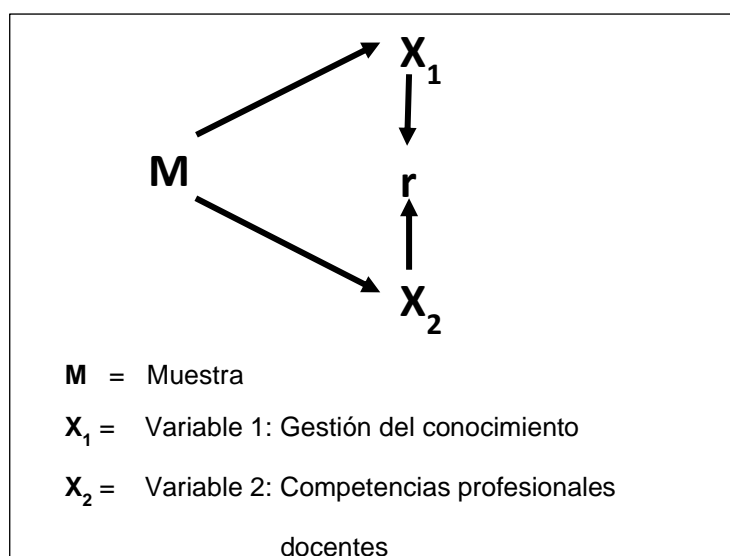 X₁
M
r
X₂
M = Muestra
X₁ = Variable 1: Gestión del conocimiento
X₂ = Variable 2: Competencias profesionales
docentes